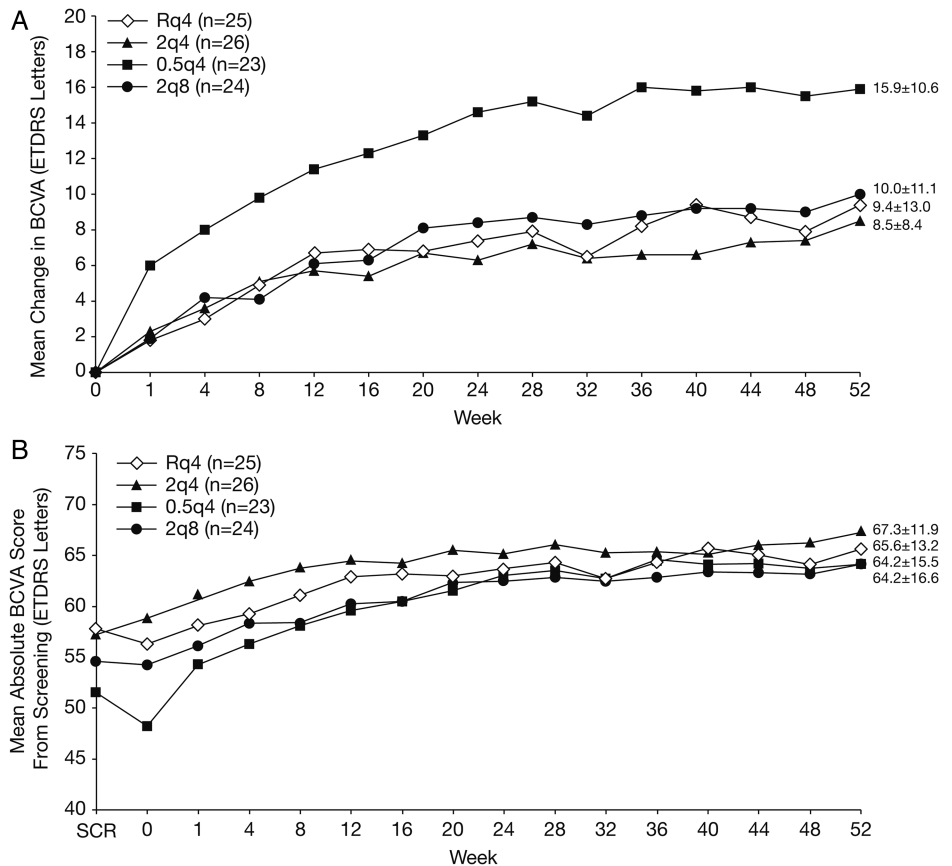 A
Rq4 (n=25)
2q4 (n=26)
0.5q4 (n=23)
2q8 (n=24)
Mean Change in BCVA (ETDRS Letters)
20
18
16
14
12
10
8
6
4
2
0
15.9±10.6
10.0±11.1
9.4±13.0
8.5±8.4
0 1 4 8 12 16 20 24 28 32 36 40 44 48 52
Week
B
Rq4 (n=25)
2q4 (n=26)
0.5q4 (n=23)
2q8 (n=24)
Mean Absolute BCVA Score
From Screening (ETDRS Letters)
75
70
65
60
55
50
45
40
67.3±11.9
65.6±13.2
64.2±15.5
64.2±16.6
SCR 0 1 4 8 12 16 20 24 28 32 36 40 44 48 52
Week